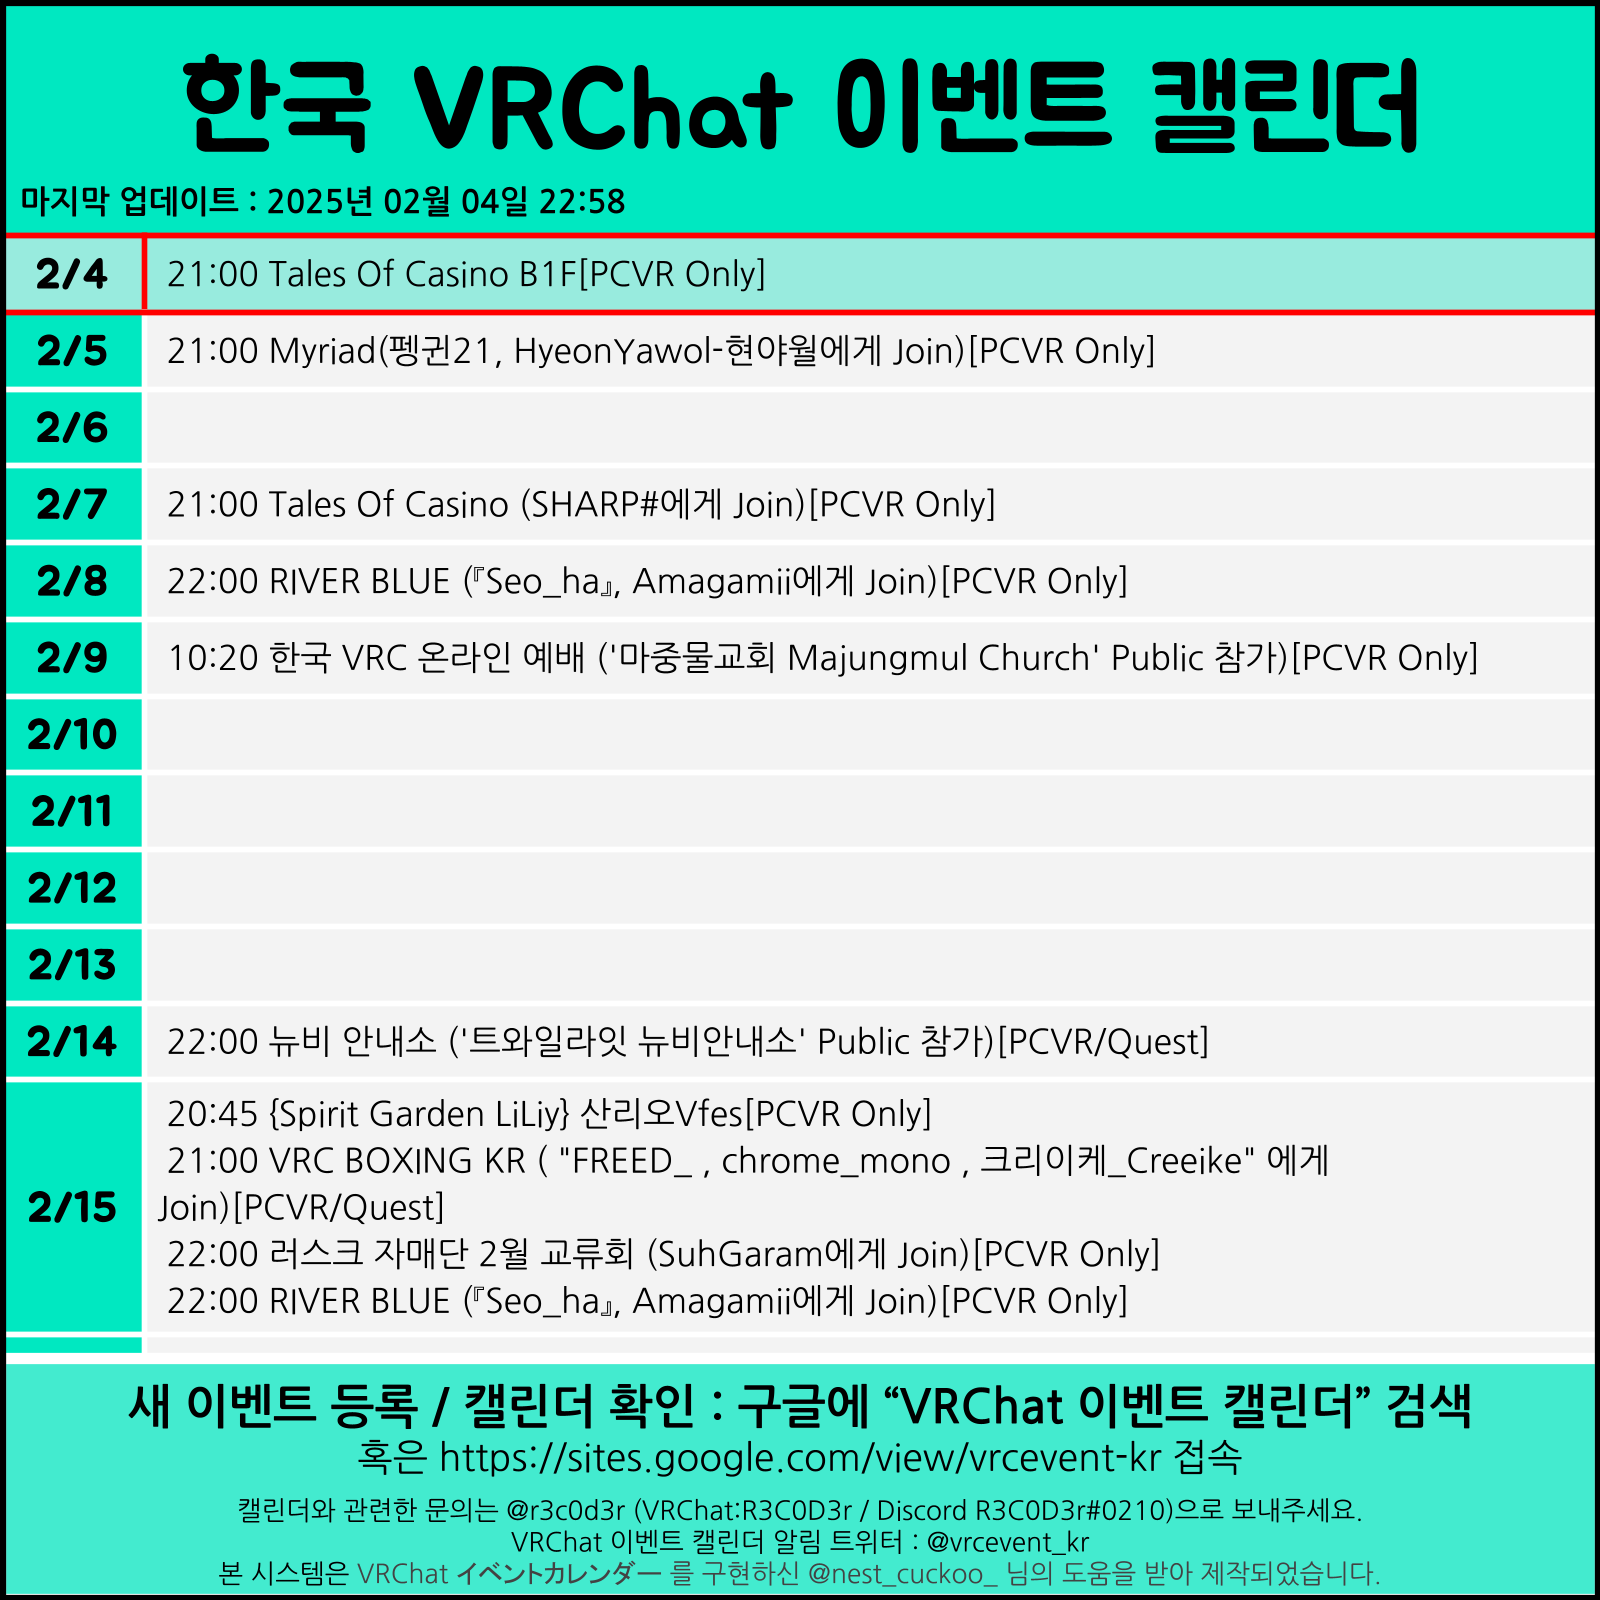 한국 VRChat 이벤트 캘린더
마지막 업데이트 : 2025년 02월 04일 22:58
2/4 21:00 Tales Of Casino B1F[PCVR Only]
2/5 21:00 Myriad(펭귄21, HyeonYawol-현야월에게 Join)[PCVR Only]
2/6
2/7 21:00 Tales Of Casino (SHARP#에게 Join)[PCVR Only]
2/8 22:00 RIVER BLUE (『Seo_ha』, Amagamii에게 Join)[PCVR Only]
2/9 10:20 한국 VRC 온라인 예배 ('마중물교회 Majungmul Church' Public 참가)[PCVR Only]
2/10
2/11
2/12
2/13
2/14 22:00 뉴비 안내소 ('트와일라잇 뉴비안내소' Public 참가)[PCVR/Quest]
2/15
20:45 {Spirit Garden LiLiy} 산리오Vfes[PCVR Only]
21:00 VRC BOXING KR ( "FREED_ , chrome_mono , 크리이케_Creeike" 에게
Join)[PCVR/Quest]
22:00 러스크 자매단 2월 교류회 (SuhGaram에게 Join)[PCVR Only]
22:00 RIVER BLUE (『Seo_ha』, Amagamii에게 Join)[PCVR Only]
새 이벤트 등록 / 캘린더 확인 : 구글에 “VRChat 이벤트 캘린더” 검색
혹은 https://sites.google.com/view/vrcevent-kr 접속
캘린더와 관련한 문의는 @r3c0d3r (VRChat:R3C0D3r / Discord R3C0D3r#0210)으로 보내주세요.
VRChat 이벤트 캘린더 알림 트위터 : @vrcevent_kr
본 시스템은 VRChat イベントカレンダー 를 구현하신 @nest_cuckoo_ 님의 도움을 받아 제작되었습니다.